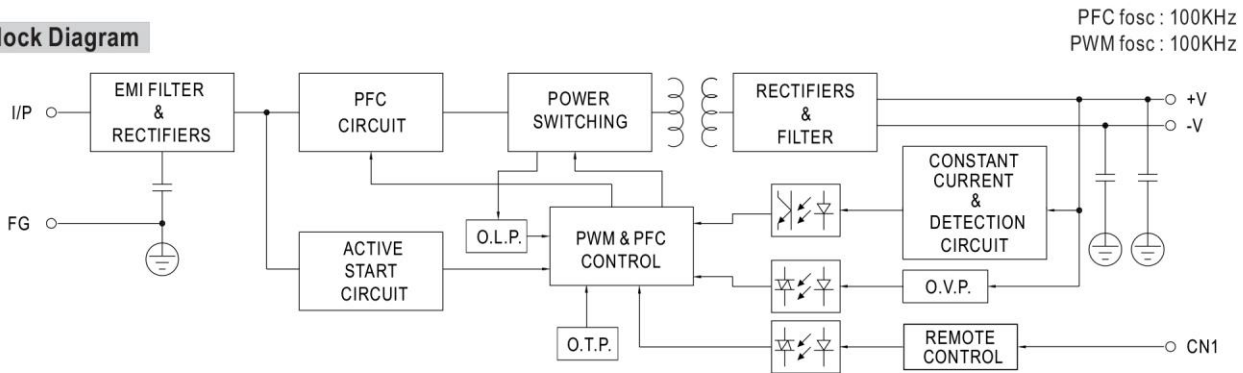 lock Diagram
PFC fosc : 100KHz
PWM fosc : 100KHz
I/P
EMI FILTER
&
RECTIFIERS
PFC
CIRCUIT
POWER
SWITCHING
RECTIFIERS
&
FILTER
+V
-V
CONSTANT
CURRENT
&
DETECTION
CIRCUIT
FG
O.L.P.
PWM & PFC
CONTROL
ACTIVE
START
CIRCUIT
O.V.P.
O.T.P.
REMOTE
CONTROL
CN1